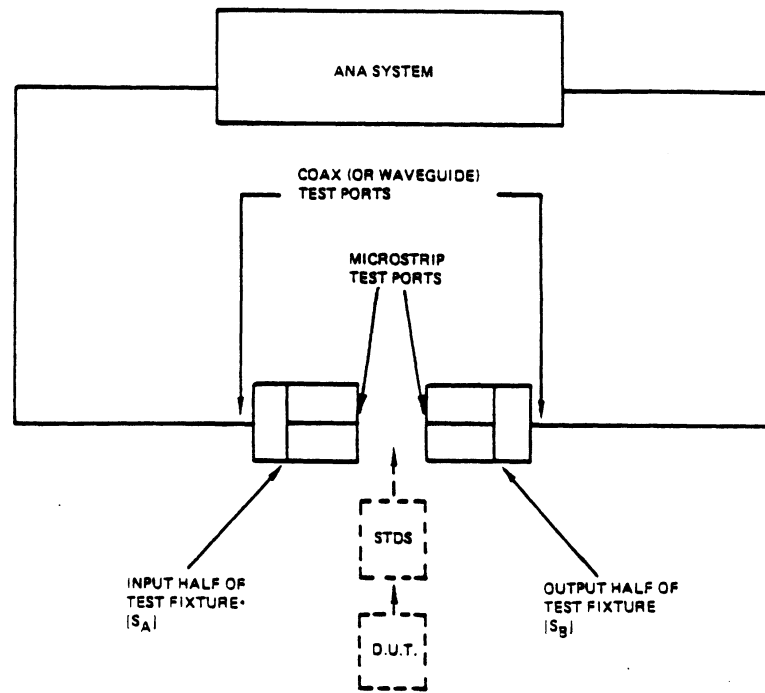 ANA SYSTEM
COAX (OR WAVEGUIDE)
TEST PORTS
MICROSTRIP
TEST PORTS
STDS
INPUT HALF OF
TEST FIXTURE•
[SA]
OUTPUT HALF OF
TEST FIXTURE
[SB]
D.U.T.